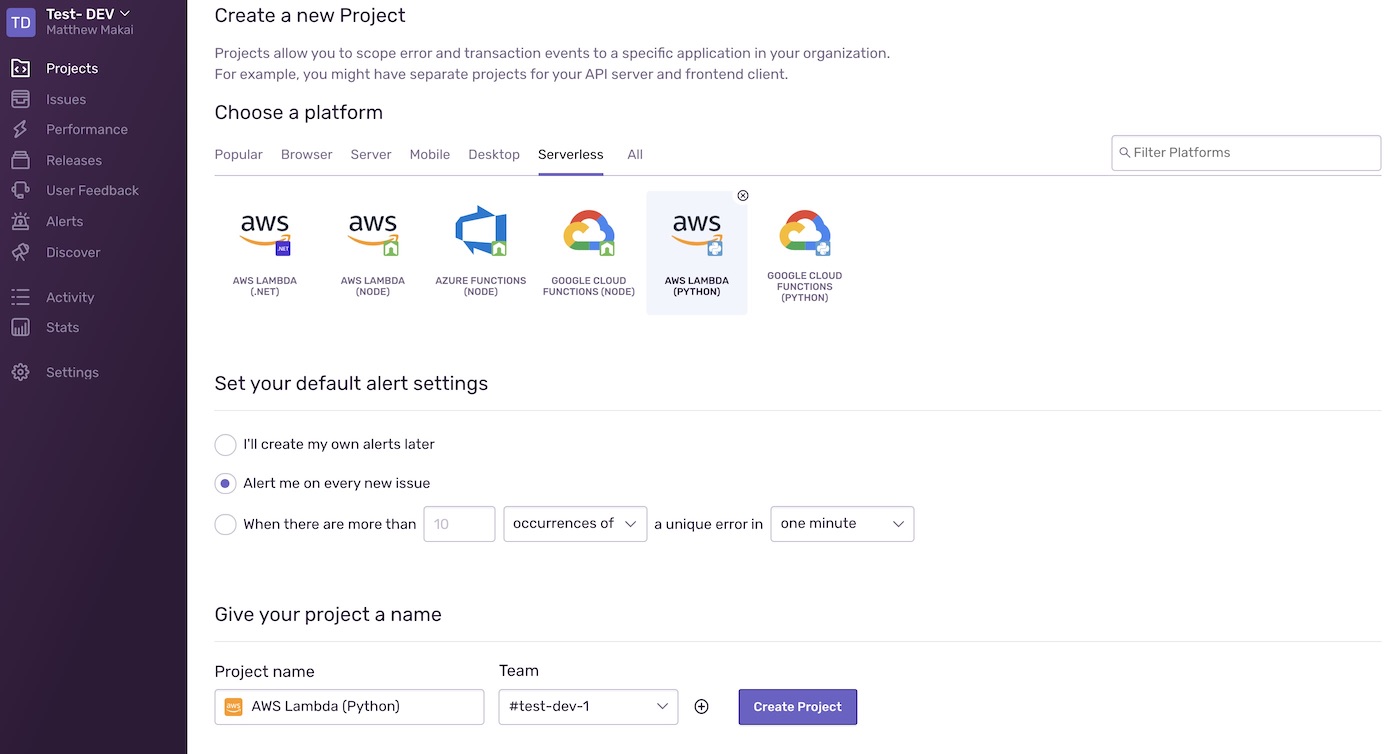 TD
Test- DEV
Matthew Makai
Projects
Issues
Performance
Releases
User Feedback
Alerts
Discover
Activity
Stats
Settings
Create a new Project
Projects allow you to scope error and transaction events to a specific application in your organization.
For example, you might have separate projects for your API server and frontend client.
Choose a platform
Popular Browser Server Mobile Desktop Serverless All
Filter Platforms
aws
.NET
AWS LAMBDA
(.NET)
aws
AWS LAMBDA
(NODE)
AZURE FUNCTIONS
(NODE)
GOOGLE CLOUD
FUNCTIONS (NODE)
aws
AWS LAMBDA
(PYTHON)
GOOGLE CLOUD
FUNCTIONS
(PYTHON)
Set your default alert settings
I'll create my own alerts later
Alert me on every new issue
When there are more than 10 occurrences of a unique error in one minute
Give your project a name
Project name
aws AWS Lambda (Python)
Team
#test-dev-1
Create Project